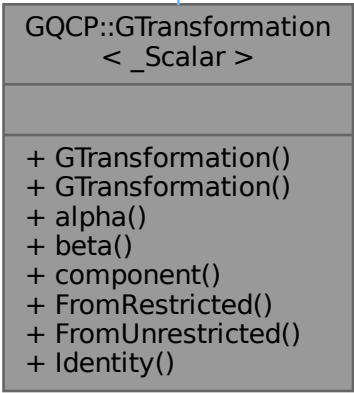 GQCP::GTransformation
< _Scalar >
+ GTransformation()
+ GTransformation()
+ alpha()
+ beta()
+ component()
+ FromRestricted()
+ FromUnrestricted()
+ Identity()